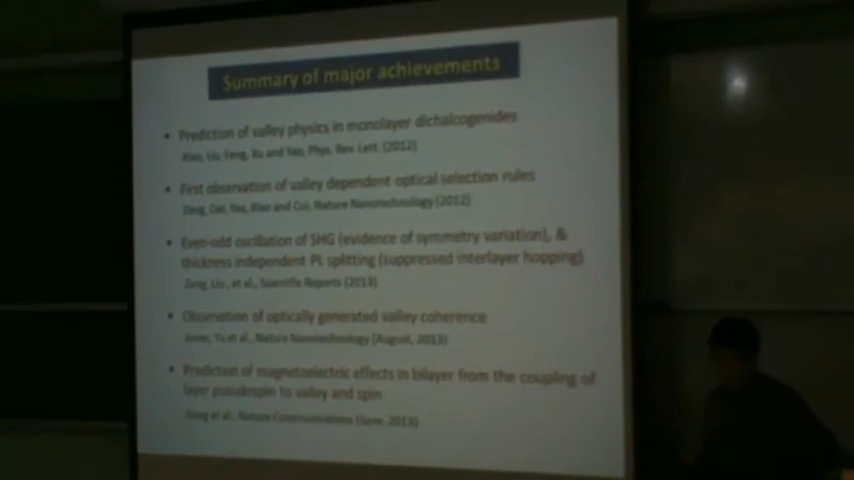 Summary of major achievements
• Prediction of valley physics in monolayer dichalcogenides
Xiao, Liu, Feng, Xu and Yao, Phys. Rev. Lett. (2012)
• First observation of valley dependent optical selection rules
Zeng, Dai, Yao, Xiao and Cui, Nature Nanotechnology (2012)
• Even-odd oscillation of SHG (evidence of symmetry variation), &
thickness independent PL splitting (suppressed interlayer hopping)
Zeng, Liu, et al., Scientific Reports (2013)
• Observation of optically generated valley coherence
Jones, Yu et al., Nature Nanotechnology (August, 2013)
• Prediction of magnetoelectric effects in bilayer from the coupling of
layer pseudospin to valley and spin
Gong et al., Nature Communications (June, 2013)